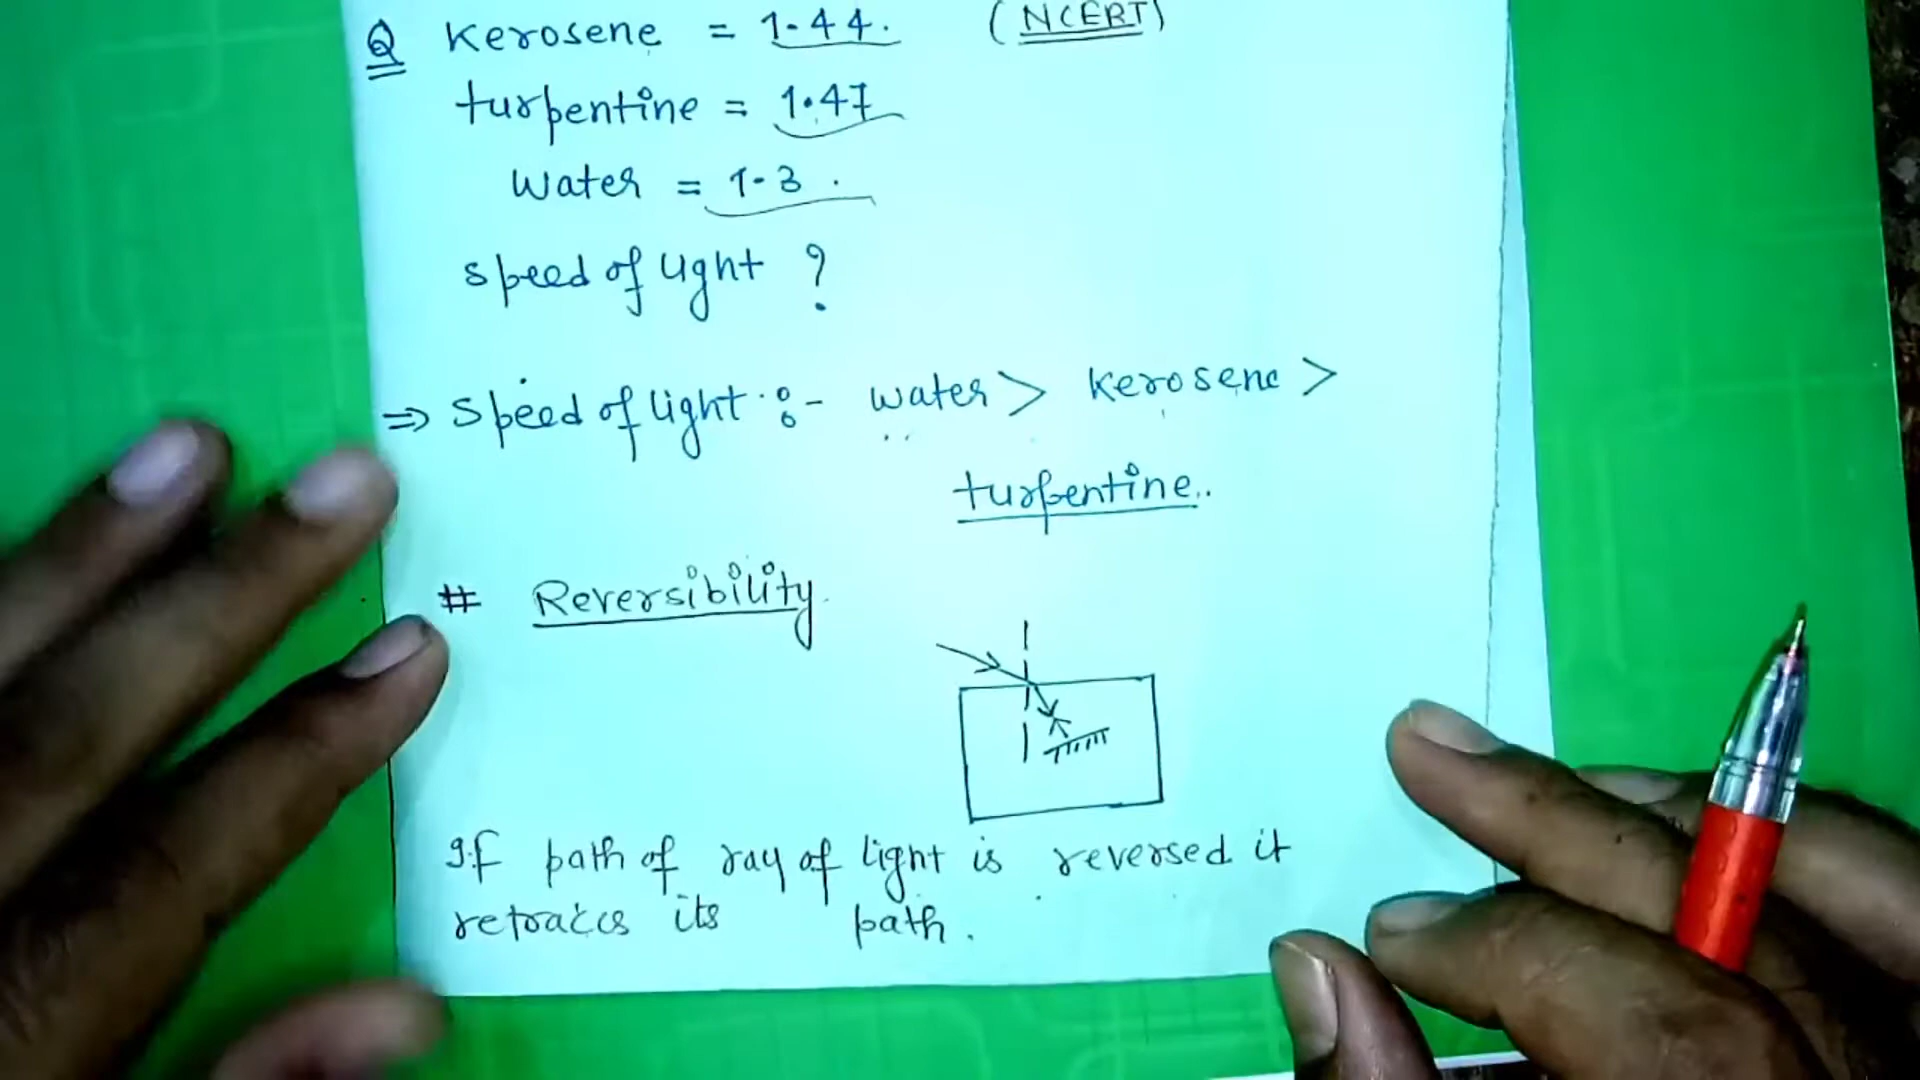 Q kerosene = 1.44. (NCERT)
turpentine = 1.47
Water = 1.3.
speed of light ?
⇒ speed of light :- water > kerosene >
turpentine..
# Reversibility.
If path of ray of light is reversed it
retraces its path.